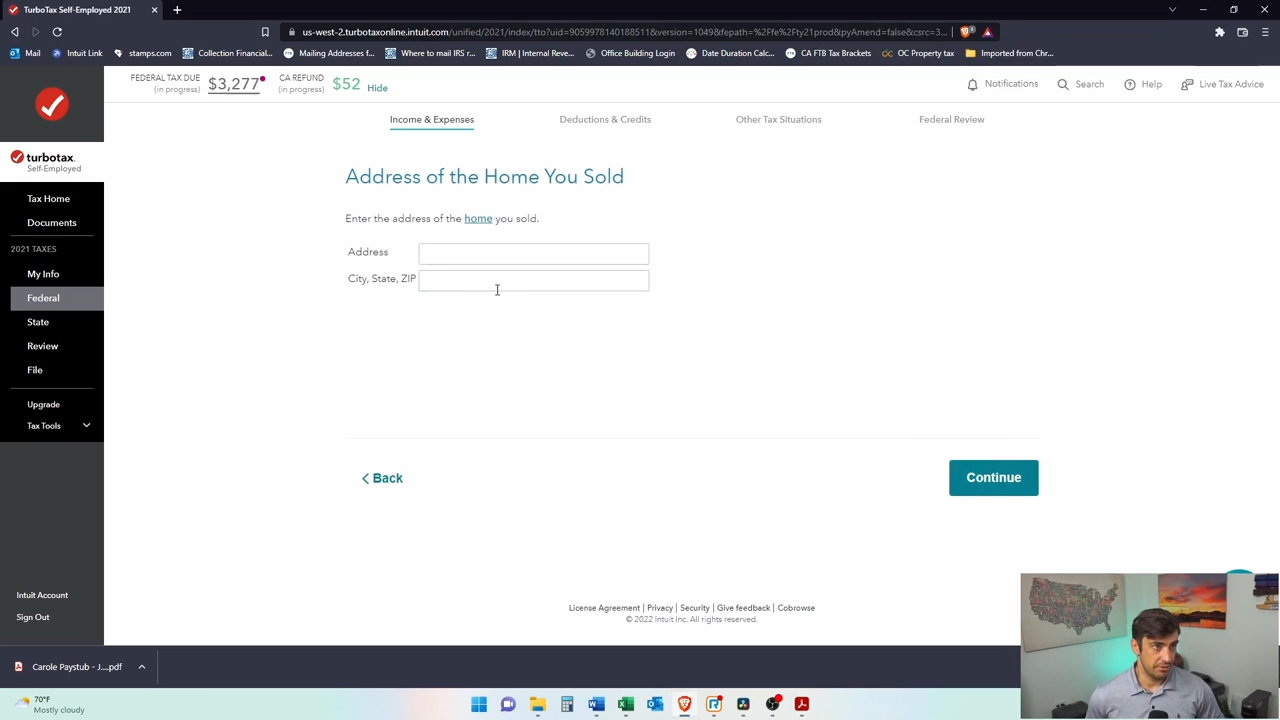 TurboTax Self-Employed 2021
us-west-2.turbotaxonline.intuit.com/unified/2021/index/tto?uid=9059978140188511&version=1049&fepath=%2Ffe%2Fty21prod&pyAmend=false&csrc=3...
Mail
Intuit Link
stamps.com
Collection Financial...
Mailing Addresses f...
Where to mail IRS r...
IRM | Internal Reve...
Office Building Login
Date Duration Calc...
CA FTB Tax Brackets
OC Property tax
Imported from Chr...
FEDERAL TAX DUE
(in progress)
$3,277
CA REFUND
(in progress)
$52
Hide
Notifications
Search
Help
Live Tax Advice
turbotax
Self-Employed
Tax Home
Documents
2021 TAXES
My Info
Federal
State
Review
File
Upgrade
Tax Tools
Intuit Account
Sign Out
Income & Expenses
Deductions & Credits
Other Tax Situations
Federal Review
Address of the Home You Sold
Enter the address of the home you sold.
Address
City, State, ZIP
Back
Continue
License Agreement | Privacy | Security | Give feedback | Cobrowse
© 2022 Intuit Inc. All rights reserved.
Carole Paystub - J....pdf
70°F
Mostly cloudy